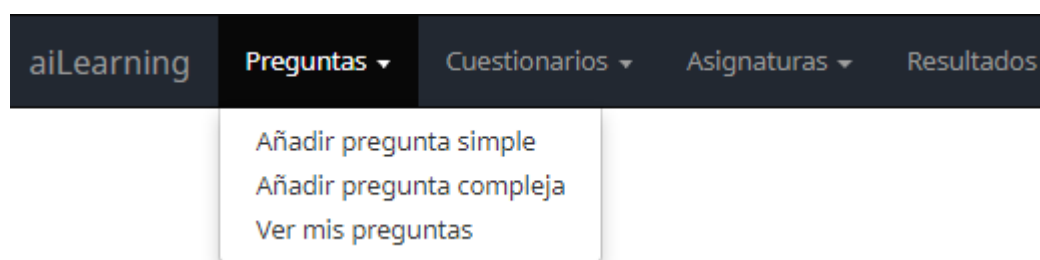 aiLearning Preguntas Cuestionarios Asignaturas Resultados
Añadir pregunta simple
Añadir pregunta compleja
Ver mis preguntas